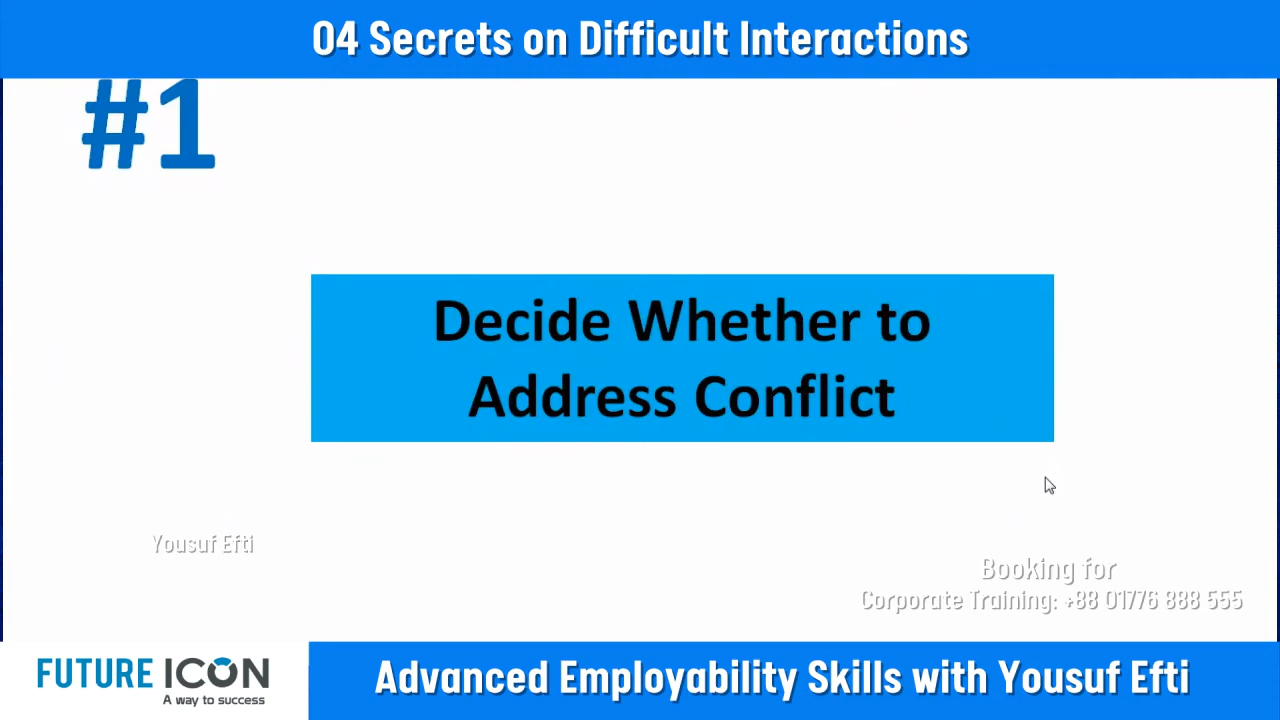 04 Secrets on Difficult Interactions
#1
Decide Whether to
Address Conflict
Yousuf Efti
Booking for
Corporate Training: +88 01776 888 555
FUTURE ICON
A way to success
Advanced Employability Skills with Yousuf Efti